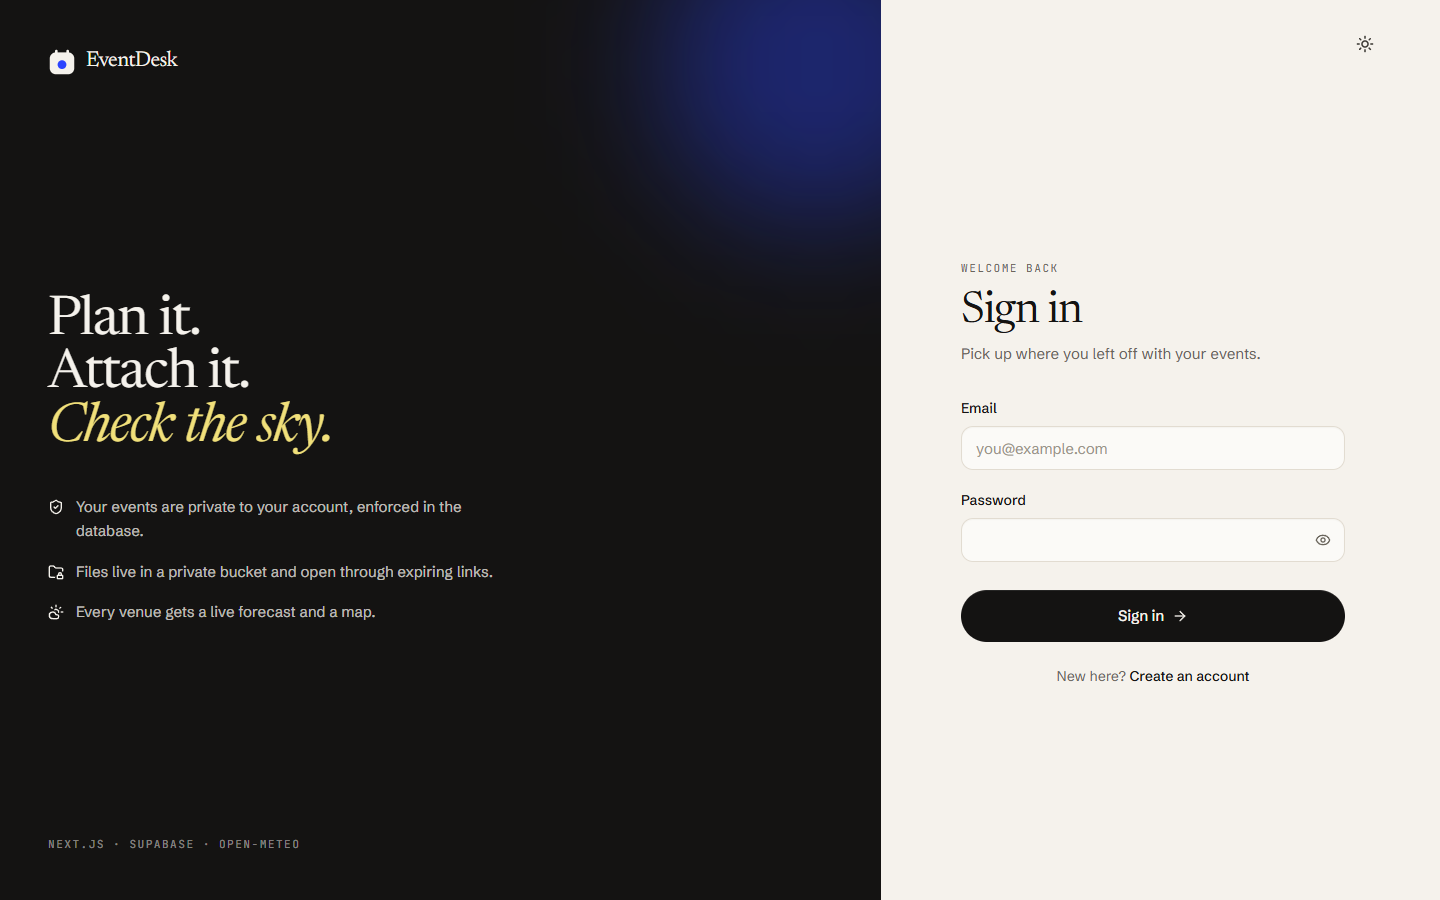 EventDesk
Plan it.
Attach it.
Check the sky.
Your events are private to your account, enforced in the
database.
Files live in a private bucket and open through expiring links.
Every venue gets a live forecast and a map.
NEXT.JS · SUPABASE · OPEN-METEO
WELCOME BACK
Sign in
Pick up where you left off with your events.
Email
you@example.com
Password
Sign in →
New here? Create an account